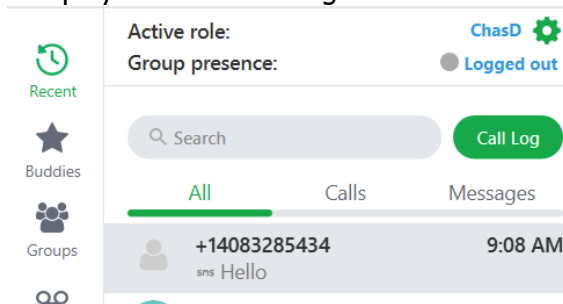 Active role:
ChasD
Group presence:
Logged out
Recent
Search
Call Log
Buddies
All
Calls
Messages
Groups
+14083285434
9:08 AM
sms Hello